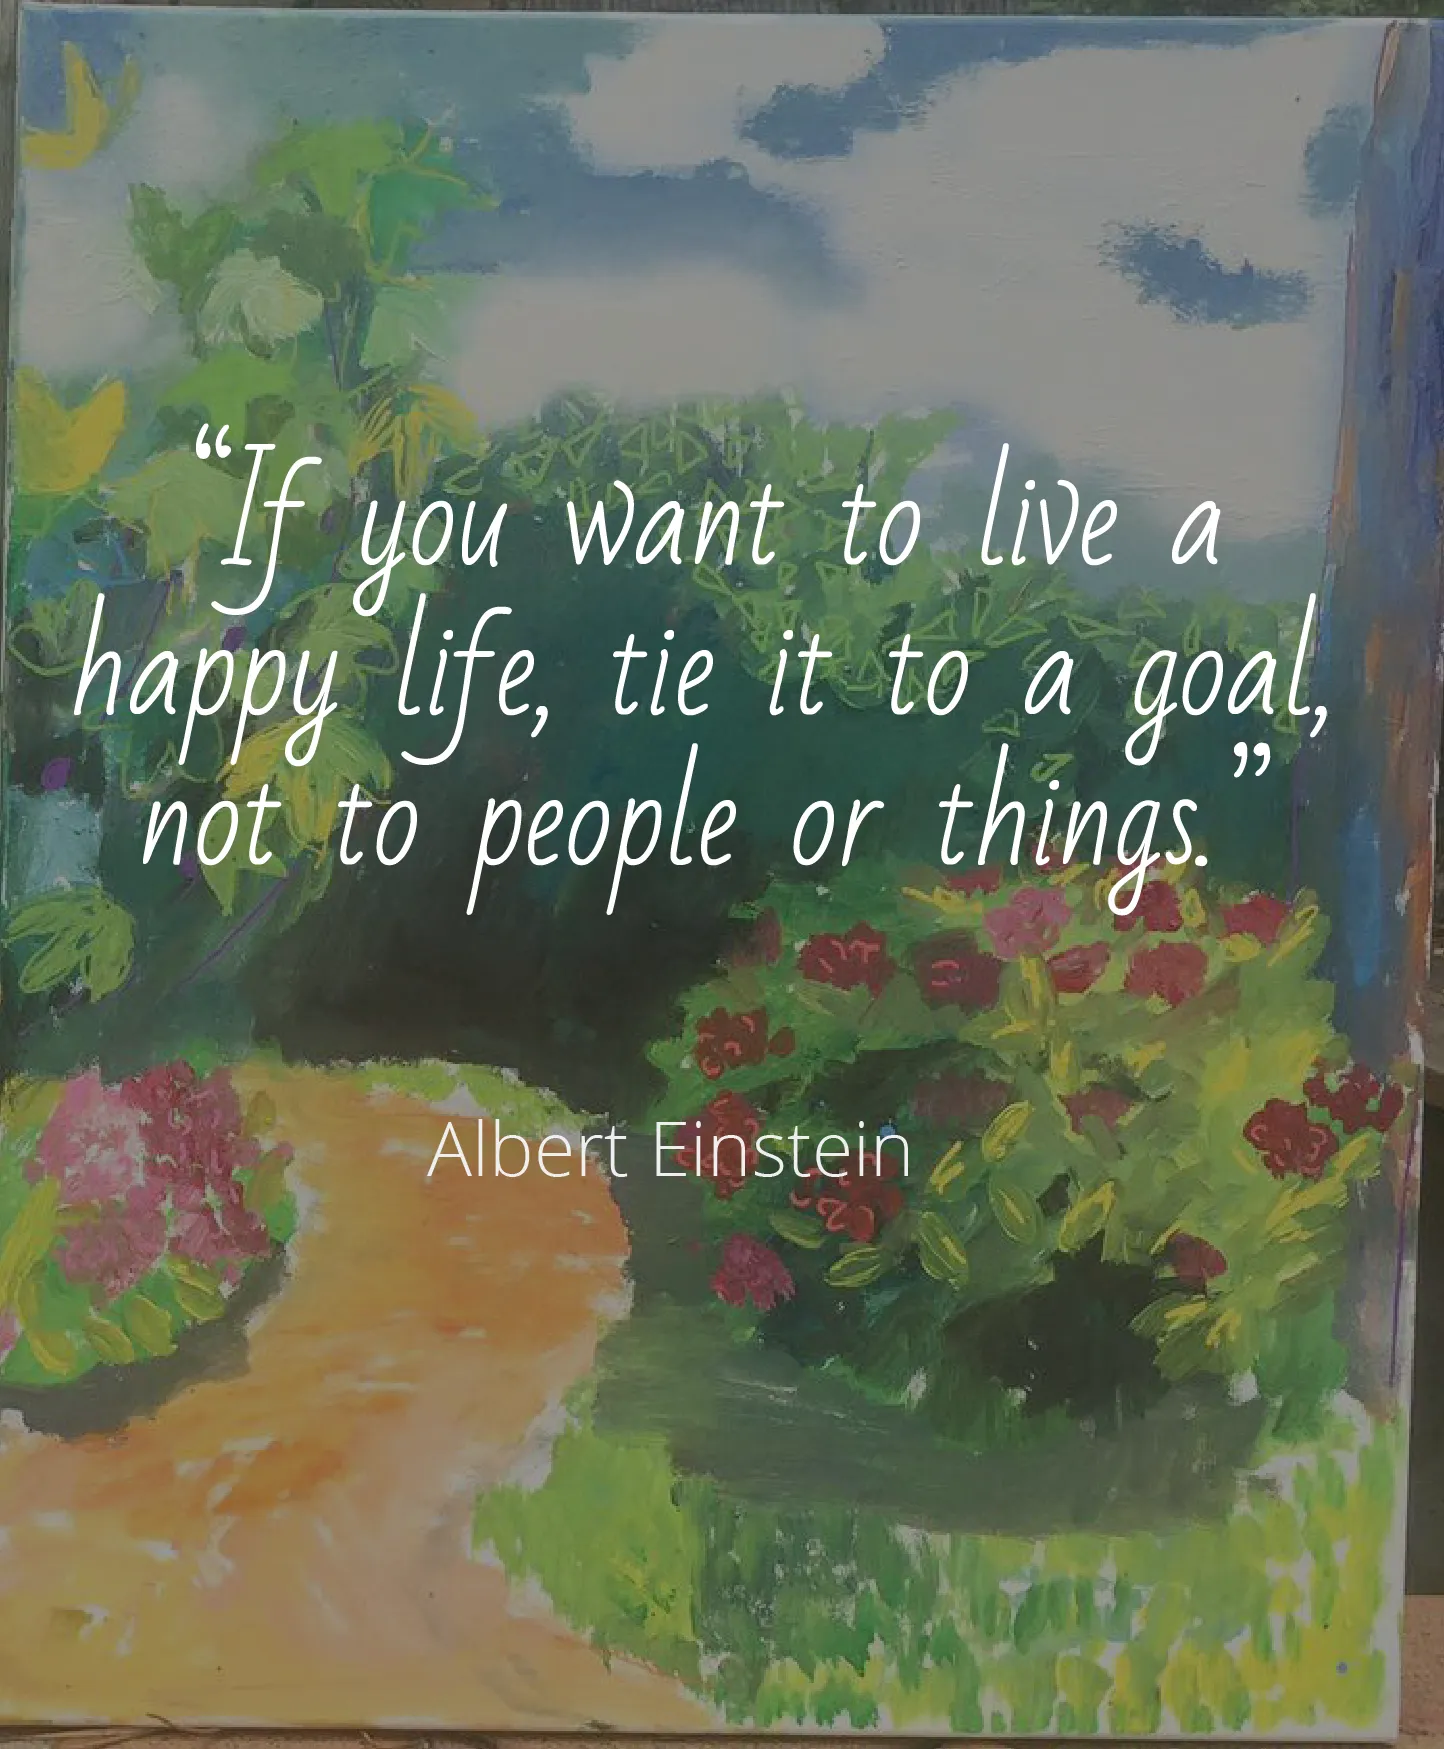 “If you want to live a
happy life, tie it to a goal,
not to people or things.”
Albert Einstein